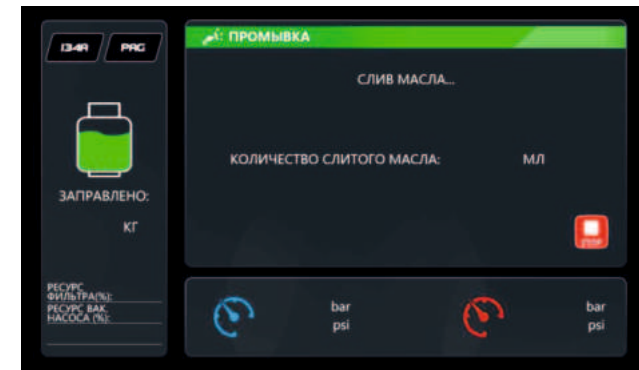 134A PAG
ЗАПРАВЛЕНО:
КГ
РЕСУРС
ФИЛЬТРА(%):
РЕСУРС ВАК.
НАСОСА (%):
ПРОМЫВКА
СЛИВ МАСЛА...
КОЛИЧЕСТВО СЛИТОГО МАСЛА: МЛ
STOP
bar
psi
bar
psi